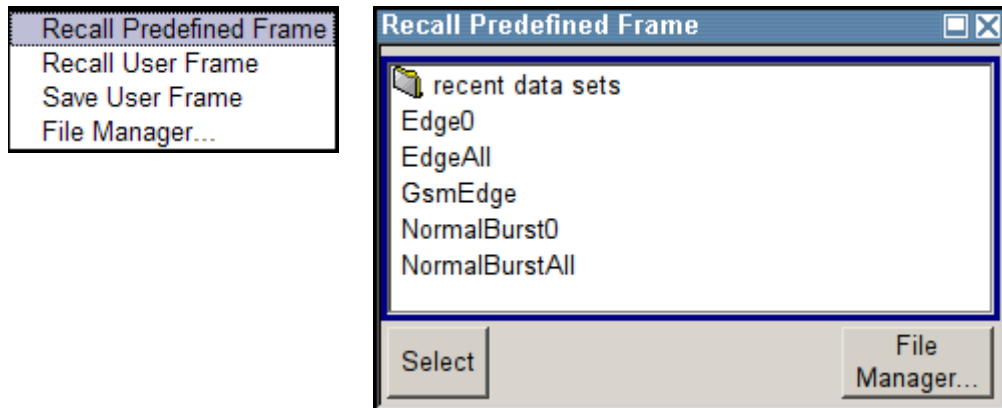 Recall Predefined Frame
Recall User Frame
Save User Frame
File Manager...
Recall Predefined Frame
recent data sets
Edge0
EdgeAll
GsmEdge
NormalBurst0
NormalBurstAll
Select
File
Manager...